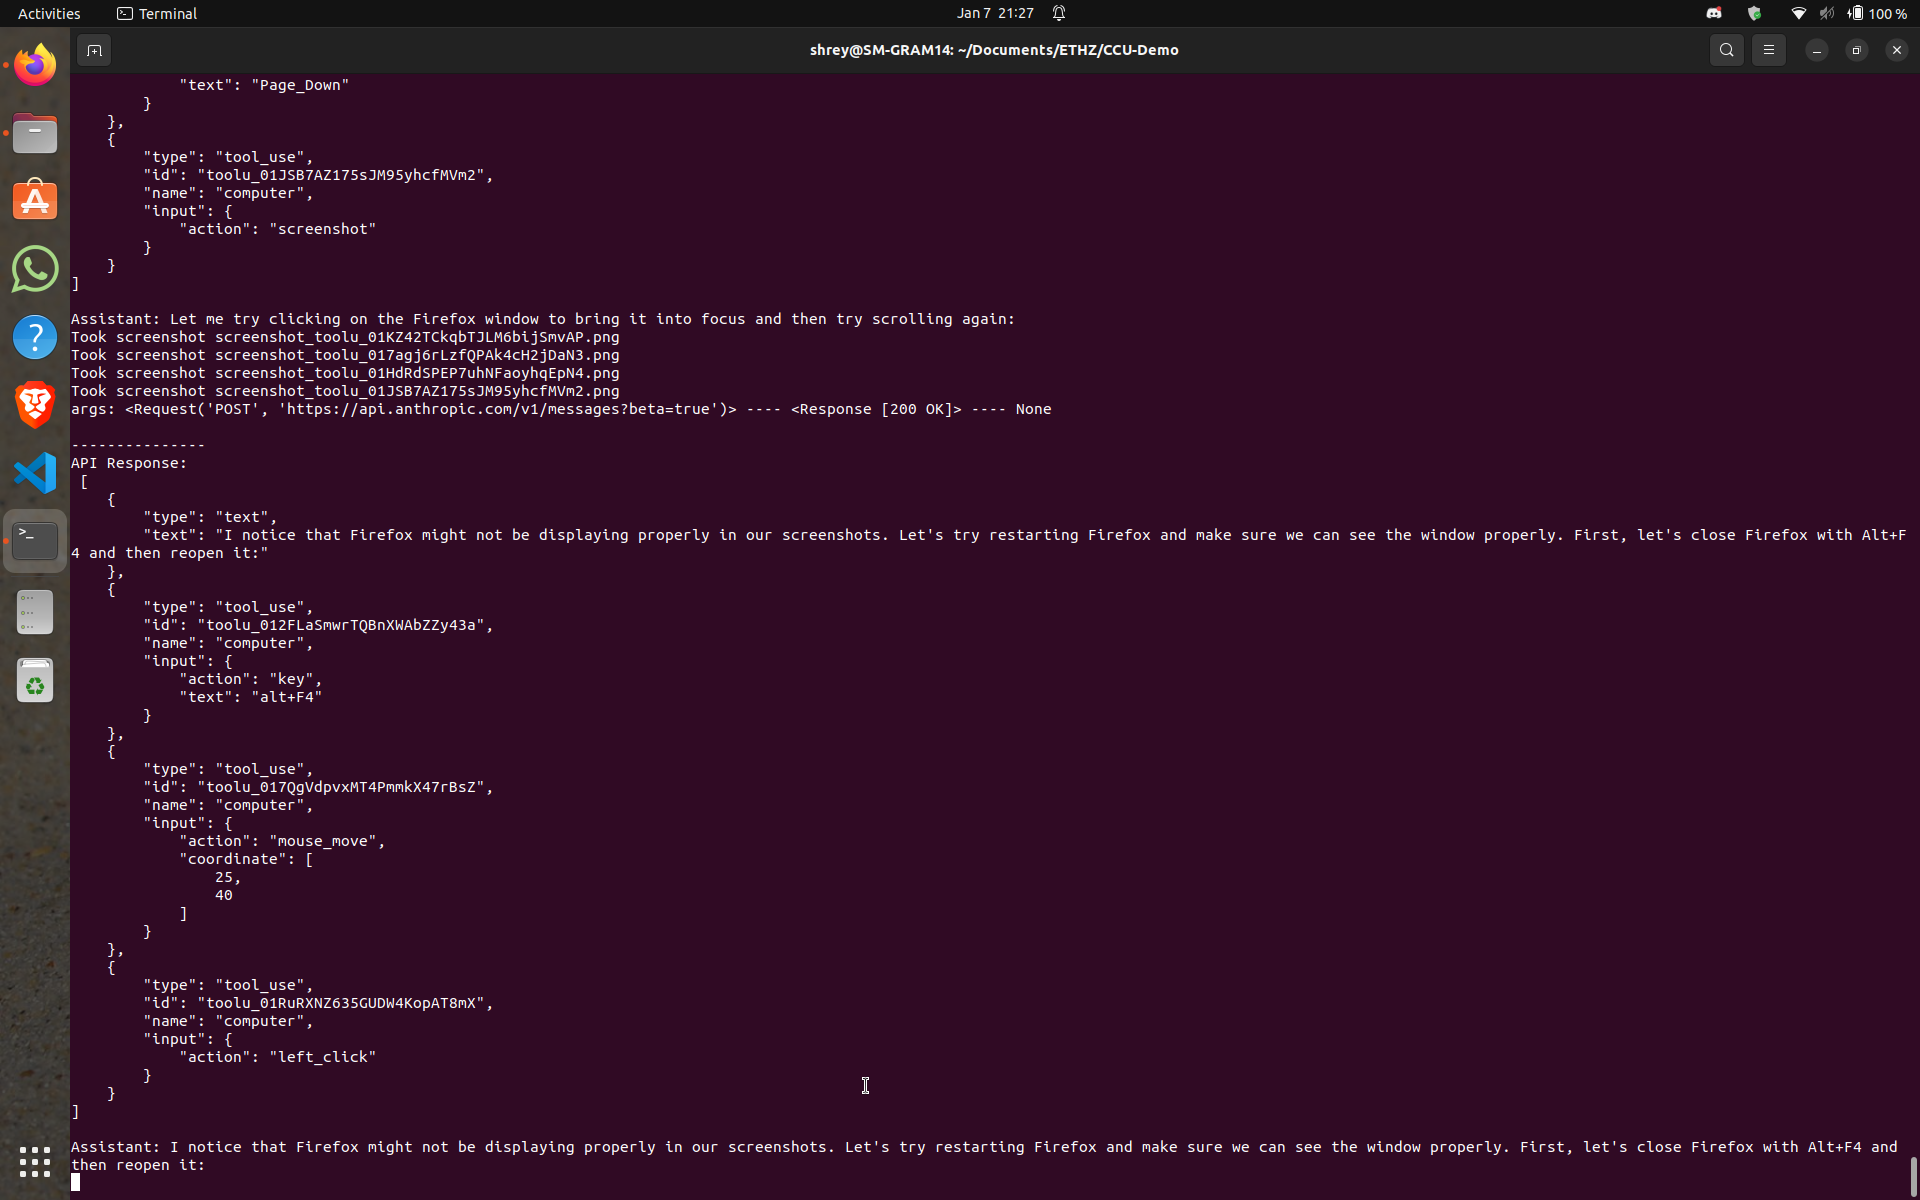 Activities
Terminal
Jan 7 21:27
100 %
shrey@SM-GRAM14: ~/Documents/ETHZ/CCU-Demo
            "text": "Page_Down"
        }
    },
    {
        "type": "tool_use",
        "id": "toolu_01JSB7AZ175sJM95yhcfMVm2",
        "name": "computer",
        "input": {
            "action": "screenshot"
        }
    }
]
Assistant: Let me try clicking on the Firefox window to bring it into focus and then try scrolling again:
Took screenshot screenshot_toolu_01KZ42TCkqbTJLM6bijSmvAP.png
Took screenshot screenshot_toolu_017agj6rLzfQPAk4cH2jDaN3.png
Took screenshot screenshot_toolu_01HdRdSPEP7uhNFaoyhqEpN4.png
Took screenshot screenshot_toolu_01JSB7AZ175sJM95yhcfMVm2.png
args: <Request('POST', 'https://api.anthropic.com/v1/messages?beta=true')> ---- <Response [200 OK]> ---- None
---------------
API Response:
 [
    {
        "type": "text",
        "text": "I notice that Firefox might not be displaying properly in our screenshots. Let's try restarting Firefox and make sure we can see the window properly. First, let's close Firefox with Alt+F
4 and then reopen it:"
    },
    {
        "type": "tool_use",
        "id": "toolu_012FLaSmwrTQBnXWAbZZy43a",
        "name": "computer",
        "input": {
            "action": "key",
            "text": "alt+F4"
        }
    },
    {
        "type": "tool_use",
        "id": "toolu_017QgVdpvxMT4PmmkX47rBsZ",
        "name": "computer",
        "input": {
            "action": "mouse_move",
            "coordinate": [
                25,
                40
            ]
        }
    },
    {
        "type": "tool_use",
        "id": "toolu_01RuRXNZ635GUDW4KopAT8mX",
        "name": "computer",
        "input": {
            "action": "left_click"
        }
    }
]
Assistant: I notice that Firefox might not be displaying properly in our screenshots. Let's try restarting Firefox and make sure we can see the window properly. First, let's close Firefox with Alt+F4 and
then reopen it: